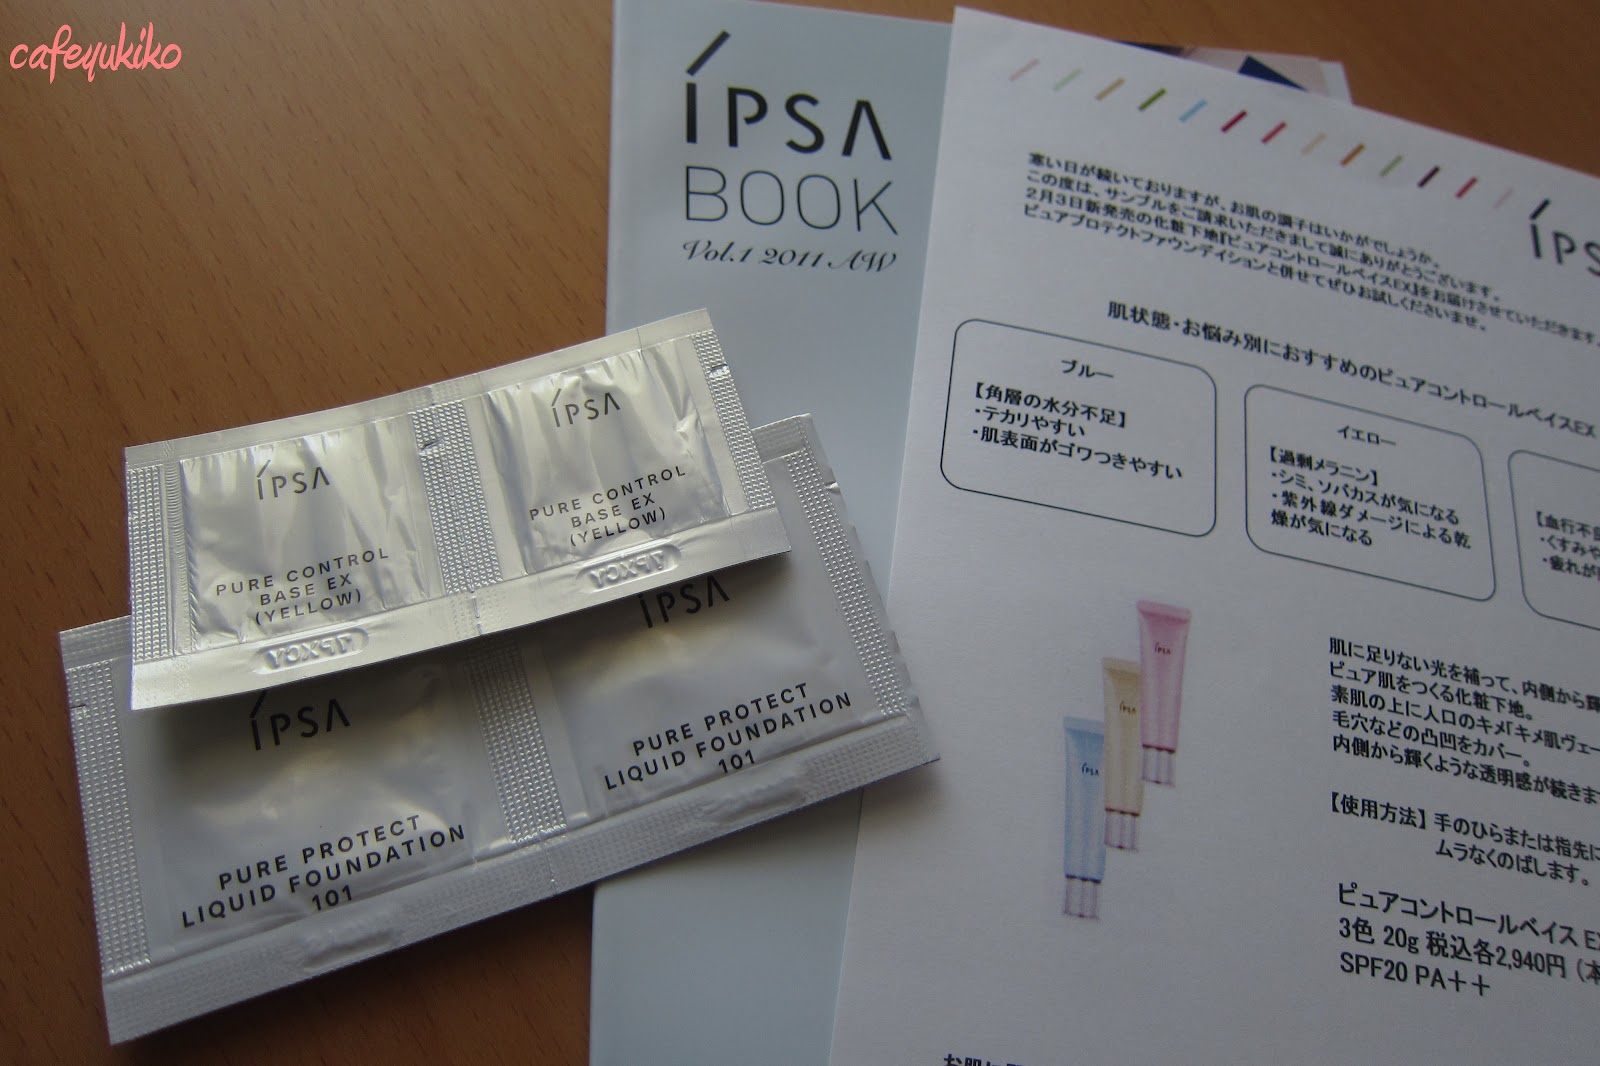 cafeyukiko
ÍPSA
BOOK
Vol.1 2011 AW
ÍPSA
PURE CONTROL
BASE EX
(YELLOW)
ÍPSA
PURE CONTROL
BASE EX
(YELLOW)
ÍPSA
PURE PROTECT
LIQUID FOUNDATION
101
ÍPSA
PURE PROTECT
LIQUID FOUNDATION
101
ÍPS
寒い日が続いておりますが、お肌の調子はいかがでしょうか。
この度は、サンプルをご請求いただきまして誠にありがとうございます。
2月3日新発売の化粧下地『ピュアコントロールベイスEX』をお届けさせていただきます。
ピュアプロテクトファウンデイションと併せてぜひお試しくださいませ。
肌状態・お悩み別におすすめのピュアコントロールベイスEX
ブルー
【角層の水分不足】
・テカリやすい
・肌表面がゴワつきやすい
イエロー
【過剰メラニン】
・シミ、ソバカスが気になる
・紫外線ダメージによる乾
燥が気になる
【血行不
・くすみや
・疲れが
ÍPSA
ÍPSA
ÍPSA
肌に足りない光を補って、内側から輝
ピュア肌をつくる化粧下地。
素肌の上に人口のキメ「キメ肌ヴェー
毛穴などの凸凹をカバー。
内側から輝くような透明感が続きま
【使用方法】 手のひらまたは指先に
ムラなくのばします。
ピュアコントロールベイス EX
3色 20g 税込各2,940円 (本
SPF20 PA++